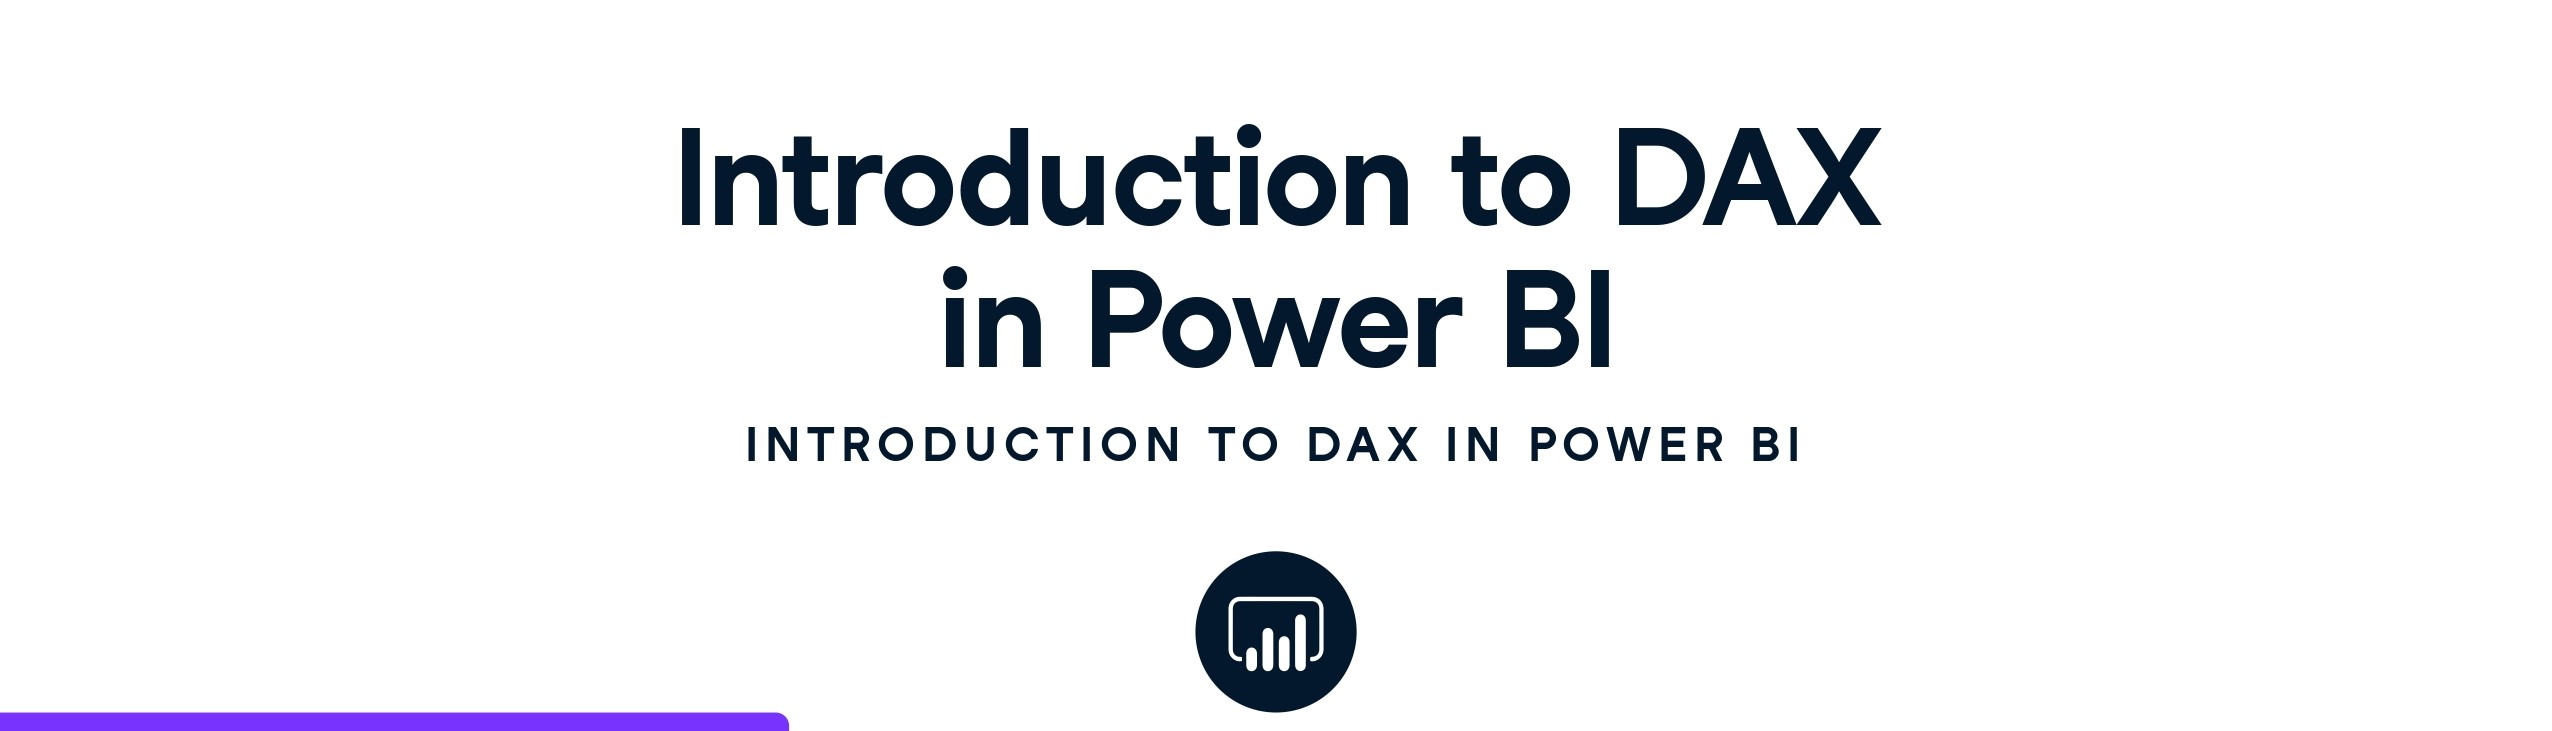 Introduction to DAX
in Power BI
INTRODUCTION TO DAX IN POWER BI